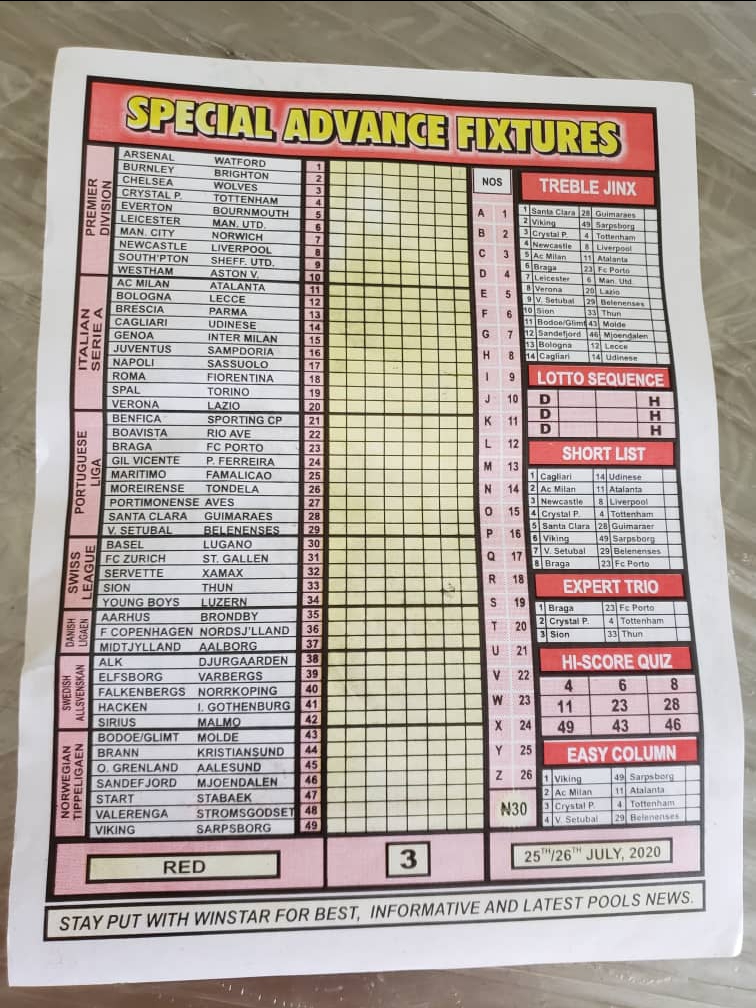 SPECIAL ADVANCE FIXTURES
PREMIER DIVISION
ARSENAL WATFORD 1
BURNLEY BRIGHTON 2
CHELSEA WOLVES 3
CRYSTAL P. TOTTENHAM 4
EVERTON BOURNMOUTH 5
LEICESTER MAN. UTD. 6
MAN. CITY NORWICH 7
NEWCASTLE LIVERPOOL 8
SOUTH'PTON SHEFF. UTD. 9
WESTHAM ASTON V. 10
ITALIAN SERIE A
AC MILAN ATALANTA 11
BOLOGNA LECCE 12
BRESCIA PARMA 13
CAGLIARI UDINESE 14
GENOA INTER MILAN 15
JUVENTUS SAMPDORIA 16
NAPOLI SASSUOLO 17
ROMA FIORENTINA 18
SPAL TORINO 19
VERONA LAZIO 20
PORTUGUESE LIGA
BENFICA SPORTING CP 21
BOAVISTA RIO AVE 22
BRAGA FC PORTO 23
GIL VICENTE P. FERREIRA 24
MARITIMO FAMALICAO 25
MOREIRENSE TONDELA 26
PORTIMONENSE AVES 27
SANTA CLARA GUIMARAES 28
V. SETUBAL BELENENSES 29
SWISS LEAGUE
BASEL LUGANO 30
FC ZURICH ST. GALLEN 31
SERVETTE XAMAX 32
SION THUN 33
YOUNG BOYS LUZERN 34
DANISH LIGAEN
AARHUS BRONDBY 35
F COPENHAGEN NORDSJ'LLAND 36
MIDTJYLLAND AALBORG 37
SWEDISH ALLSVENSKAN
ALK DJURGAARDEN 38
ELFSBORG VARBERGS 39
FALKENBERGS NORRKOPING 40
HACKEN I. GOTHENBURG 41
SIRIUS MALMO 42
NORWEGIAN TIPPELIGAEN
BODOE/GLIMT MOLDE 43
BRANN KRISTIANSUND 44
O. GRENLAND AALESUND 45
SANDEFJORD MJOENDALEN 46
START STABAEK 47
VALERENGA STROMSGODSET 48
VIKING SARPSBORG 49
NOS
A 1
B 2
C 3
D 4
E 5
F 6
G 7
H 8
I 9
J 10
K 11
L 12
M 13
N 14
O 15
P 16
Q 17
R 18
S 19
T 20
U 21
V 22
W 23
X 24
Y 25
Z 26
₦30
TREBLE JINX
1 Santa Clara 28 Guimaraes
2 Viking 49 Sarpsborg
3 Crystal P. 4 Tottenham
4 Newcastle 8 Liverpool
5 Ac Milan 11 Atalanta
6 Braga 23 Fc Porto
7 Leicester 6 Man. Utd.
8 Verona 20 Lazio
9 V. Setubal 29 Belenenses
10 Sion 33 Thun
11 Bodoe/Glimt 43 Molde
12 Sandefjord 46 Mjoendalen
13 Bologna 12 Lecce
14 Cagliari 14 Udinese
LOTTO SEQUENCE
D H
D H
D H
SHORT LIST
1 Cagliari 14 Udinese
2 Ac Milan 11 Atalanta
3 Newcastle 8 Liverpool
4 Crystal P. 4 Tottenham
5 Santa Clara 28 Guimaraer
6 Viking 49 Sarpsborg
7 V. Setubal 29 Belenenses
8 Braga 23 Fc Porto
EXPERT TRIO
1 Braga 23 Fc Porto
2 Crystal P. 4 Tottenham
3 Sion 33 Thun
HI-SCORE QUIZ
4 6 8
11 23 28
49 43 46
EASY COLUMN
1 Viking 49 Sarpsborg
2 Ac Milan 11 Atalanta
3 Crystal P. 4 Tottenham
4 V. Setubal 29 Belenenses
RED
3
25TH/26TH JULY, 2020
STAY PUT WITH WINSTAR FOR BEST, INFORMATIVE AND LATEST POOLS NEWS.